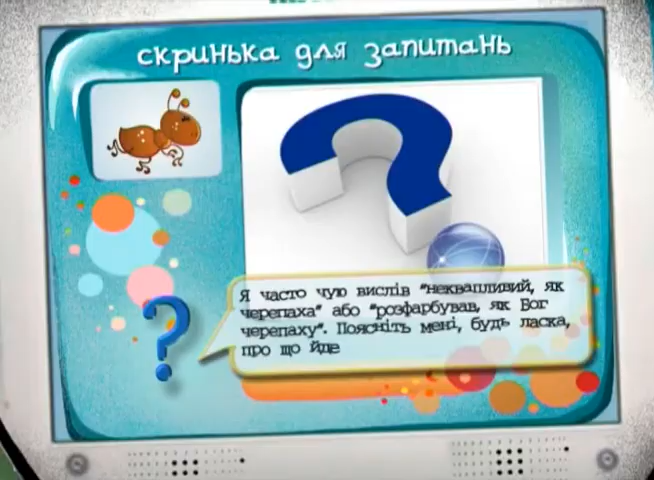 скринька для запитань
Я часто чую вислів "неквапливий, як
черепаха" або "розфарбував, як Бог
черепаху". Поясніть мені, будь ласка,
про що йде